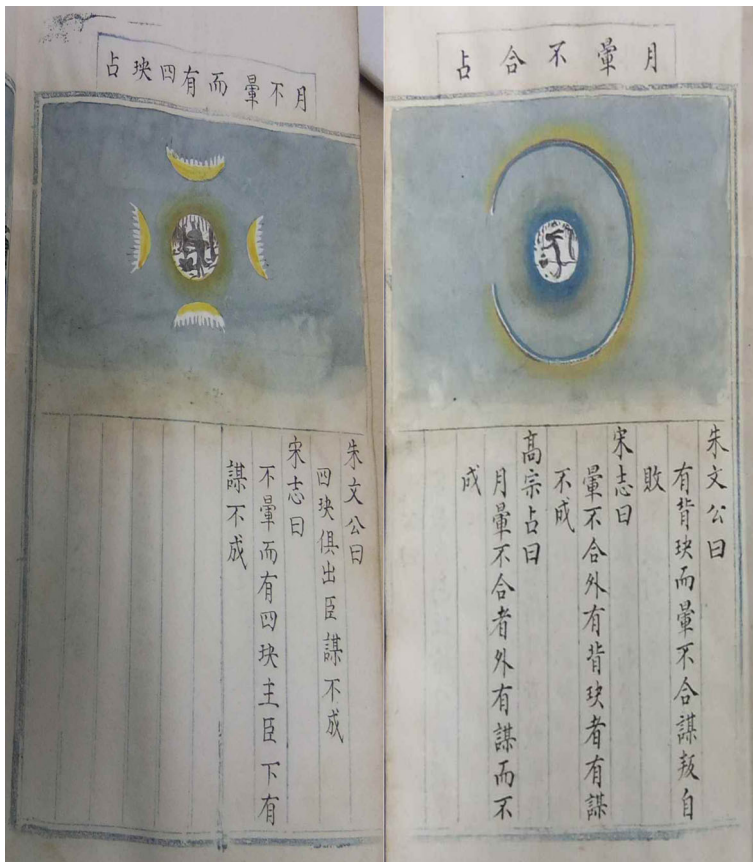 月暈不合占
朱文公曰
有背玦而暈不合謀叛自
敗
宋志曰
暈不合外有背玦者有謀
不成
高宗占曰
月暈不合者外有謀而不
成
月不暈而有四玦占
朱文公曰
四玦俱出臣謀不成
宋志曰
不暈而有四玦主臣下有
謀不成